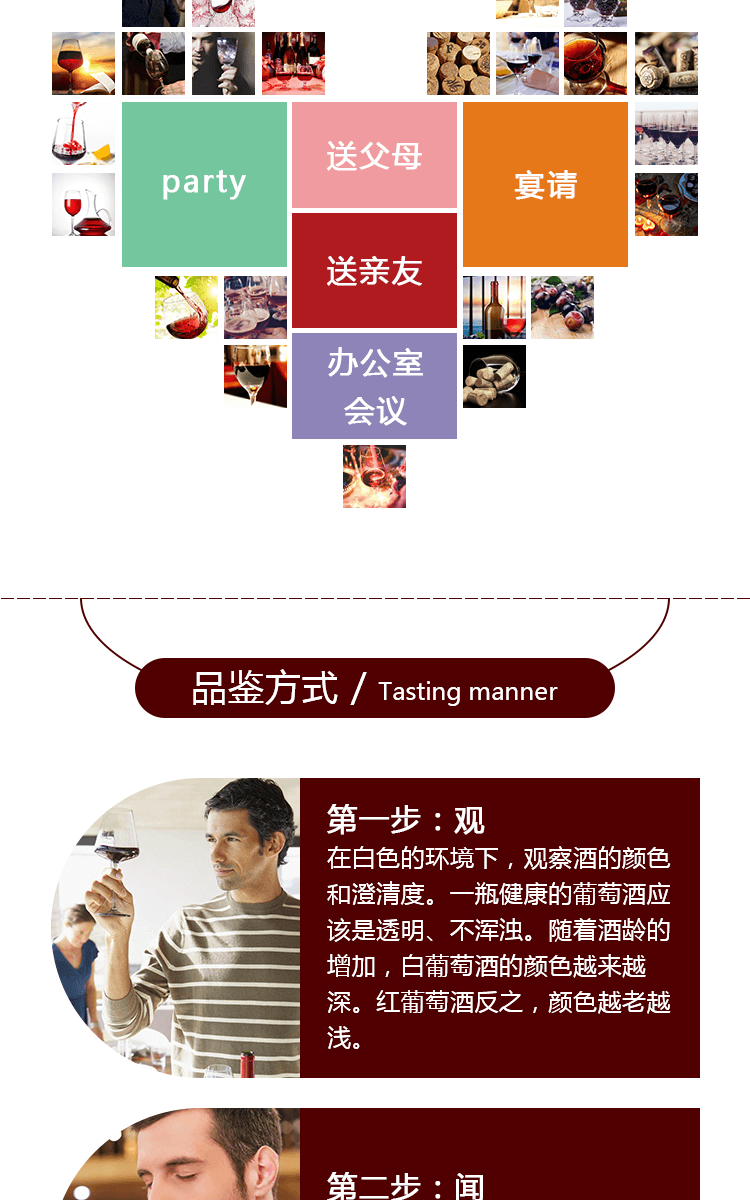 party
送父母
宴请
送亲友
办公室
会议
品鉴方式 / Tasting manner
第一步：观
在白色的环境下，观察酒的颜色
和澄清度。一瓶健康的葡萄酒应
该是透明、不浑浊。随着酒龄的
增加，白葡萄酒的颜色越来越
深。红葡萄酒反之，颜色越老越
浅。
第二步：闻